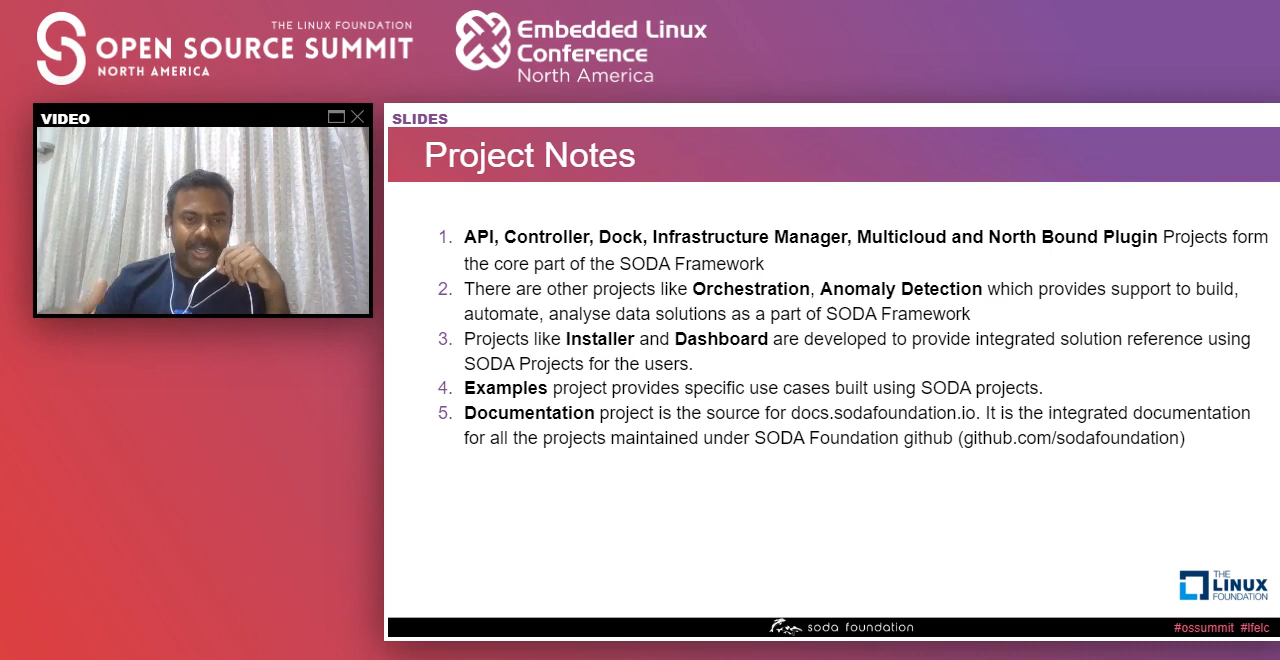 THE LINUX FOUNDATION
OPEN SOURCE SUMMIT
NORTH AMERICA
Embedded Linux
Conference
North America
VIDEO
SLIDES
Project Notes
1. API, Controller, Dock, Infrastructure Manager, Multicloud and North Bound Plugin Projects form
the core part of the SODA Framework
2. There are other projects like Orchestration, Anomaly Detection which provides support to build,
automate, analyse data solutions as a part of SODA Framework
3. Projects like Installer and Dashboard are developed to provide integrated solution reference using
SODA Projects for the users.
4. Examples project provides specific use cases built using SODA projects.
5. Documentation project is the source for docs.sodafoundation.io. It is the integrated documentation
for all the projects maintained under SODA Foundation github (github.com/sodafoundation)
THE
LINUX
FOUNDATION
soda foundation
#ossummit #lfelc